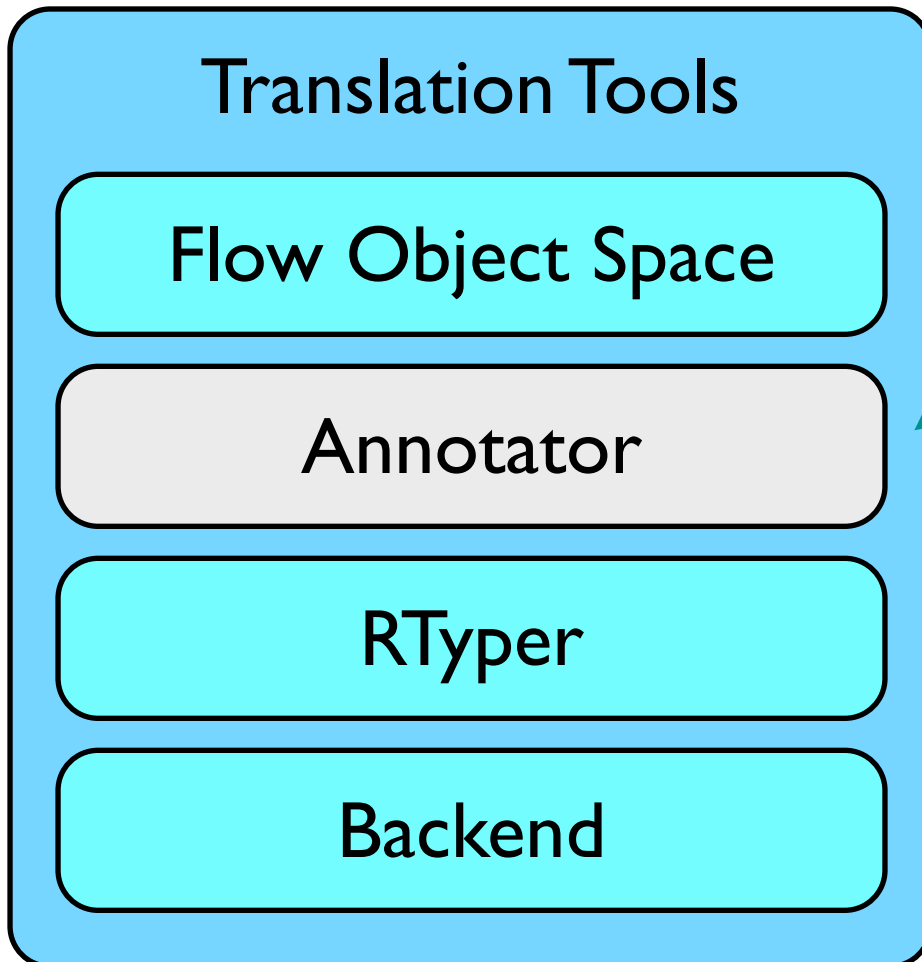 Translation Tools
Flow Object Space
Annotator
RTyper
Backend